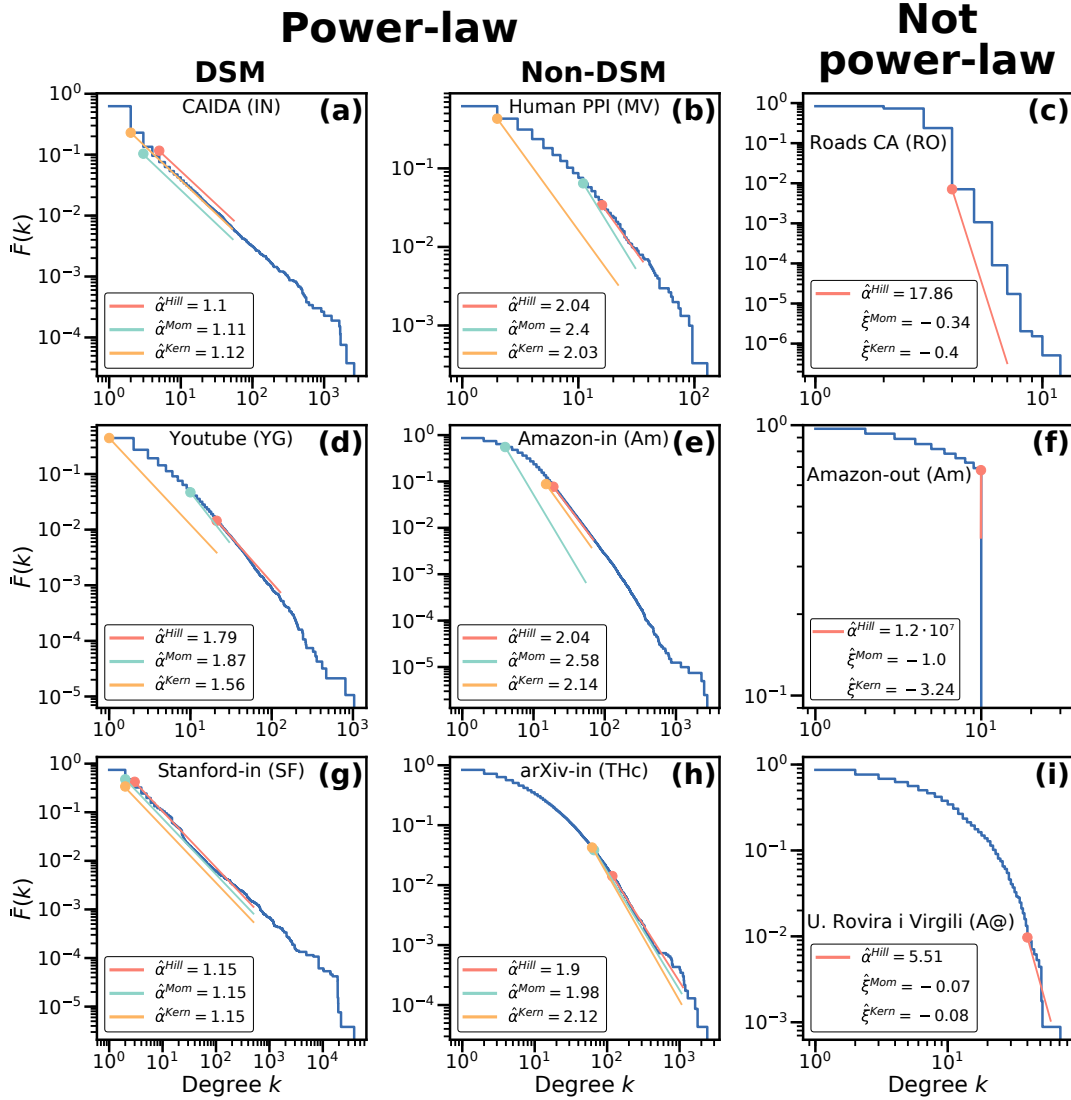 Power-law
Not
power-law
DSM
Non-DSM
CAIDA (IN)
(a)
10⁰
10⁻¹
10⁻²
10⁻³
10⁻⁴
F̄(k)
α̂^Hill = 1.1
α̂^Mom = 1.11
α̂^Kern = 1.12
10⁰ 10¹ 10² 10³
Human PPI (MV)
(b)
10⁻¹
10⁻²
10⁻³
α̂^Hill = 2.04
α̂^Mom = 2.4
α̂^Kern = 2.03
10⁰ 10¹ 10²
(c)
Roads CA (RO)
10⁰
10⁻¹
10⁻²
10⁻³
10⁻⁴
10⁻⁵
10⁻⁶
α̂^Hill = 17.86
ξ̂^Mom = −0.34
ξ̂^Kern = −0.4
10⁰ 10¹
Youtube (YG)
(d)
10⁻¹
10⁻²
10⁻³
10⁻⁴
10⁻⁵
F̄(k)
α̂^Hill = 1.79
α̂^Mom = 1.87
α̂^Kern = 1.56
10⁰ 10¹ 10² 10³
Amazon-in (Am)
(e)
10⁰
10⁻¹
10⁻²
10⁻³
10⁻⁴
10⁻⁵
α̂^Hill = 2.04
α̂^Mom = 2.58
α̂^Kern = 2.14
10⁰ 10¹ 10² 10³
(f)
Amazon-out (Am)
10⁰
10⁻¹
α̂^Hill = 1.2 · 10⁷
ξ̂^Mom = −1.0
ξ̂^Kern = −3.24
10⁰ 10¹
Stanford-in (SF)
(g)
10⁰
10⁻¹
10⁻²
10⁻³
10⁻⁴
10⁻⁵
F̄(k)
α̂^Hill = 1.15
α̂^Mom = 1.15
α̂^Kern = 1.15
10⁰ 10¹ 10² 10³ 10⁴
Degree k
arXiv-in (THc)
(h)
10⁰
10⁻¹
10⁻²
10⁻³
10⁻⁴
α̂^Hill = 1.9
α̂^Mom = 1.98
α̂^Kern = 2.12
10⁰ 10¹ 10² 10³
Degree k
(i)
10⁰
10⁻¹
10⁻²
10⁻³
U. Rovira i Virgili (A@)
α̂^Hill = 5.51
ξ̂^Mom = −0.07
ξ̂^Kern = −0.08
10⁰ 10¹
Degree k